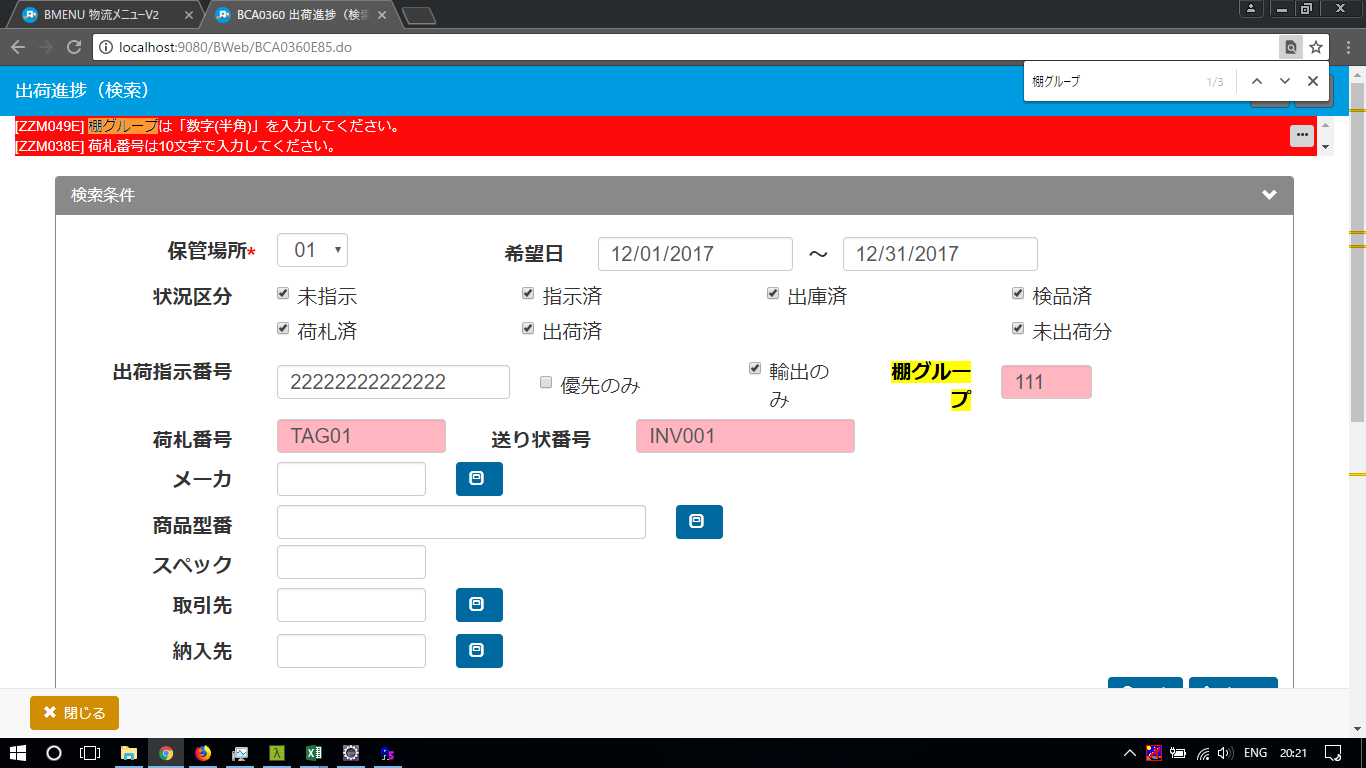 BMENU 物流メニューV2
BCA0360 出荷進捗（検索
localhost:9080/BWeb/BCA0360E85.do
棚グループ 1/3
出荷進捗（検索）
[ZZM049E] 棚グループは「数字(半角)」を入力してください。
[ZZM038E] 荷札番号は10文字で入力してください。
検索条件
保管場所* 01 希望日 12/01/2017 ～ 12/31/2017
状況区分 未指示 指示済 出庫済 検品済
荷札済 出荷済 未出荷分
出荷指示番号 22222222222222 優先のみ 輸出の
み 棚グルー
プ 111
荷札番号 TAG01 送り状番号 INV001
メーカ
商品型番
スペック
取引先
納入先
閉じる
ENG 20:21